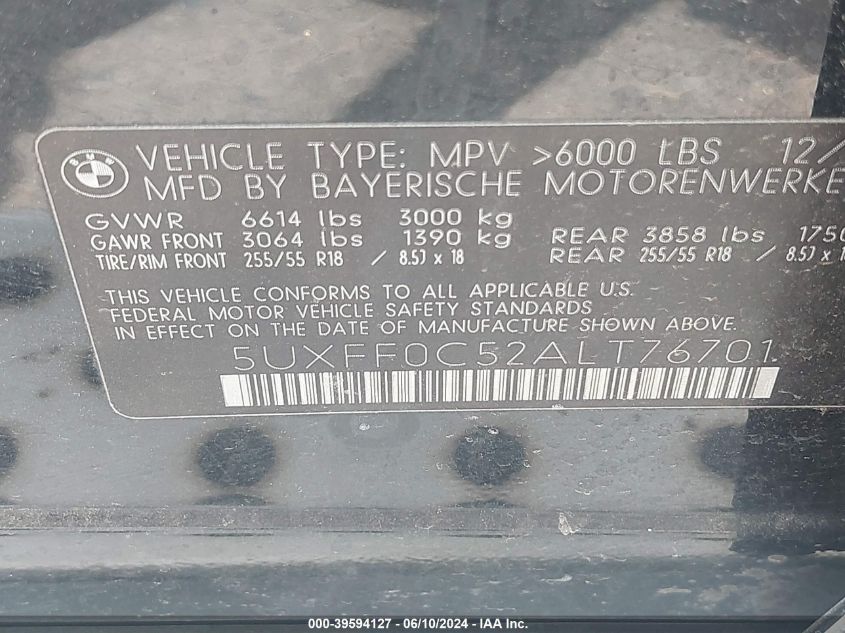 BMW
VEHICLE TYPE: MPV >6000 LBS 12/
MFD BY BAYERISCHE MOTORENWERKE
GVWR 6614 lbs 3000 kg
GAWR FRONT 3064 lbs 1390 kg REAR 3858 lbs 1750
TIRE/RIM FRONT 255/55 R18 / 8.5J x 18 REAR 255/55 R18 / 8.5J x 18
THIS VEHICLE CONFORMS TO ALL APPLICABLE U.S.
FEDERAL MOTOR VEHICLE SAFETY STANDARDS
IN EFFECT ON THE DATE OF MANUFACTURE SHOWN ABOVE.
5UXFF0C52ALT76701
000-39594127 - 06/10/2024 - © IAA, Inc.